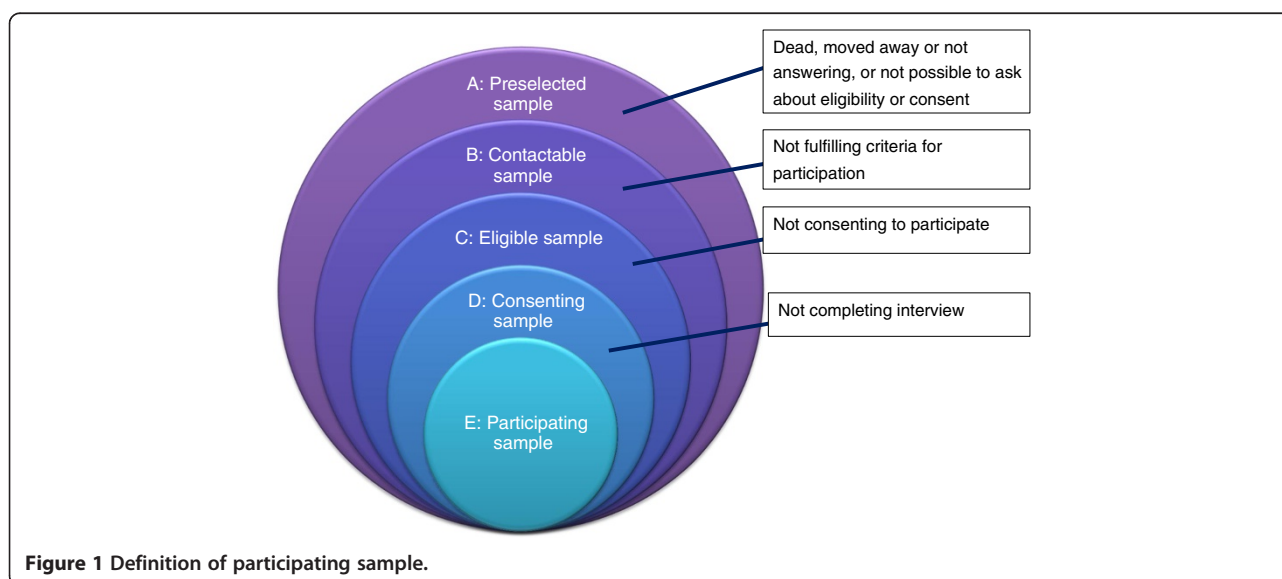 A: Preselected
sample
Dead, moved away or not
answering, or not possible to ask
about eligibility or consent
B: Contactable
sample
Not fulfilling criteria for
participation
C: Eligible sample
Not consenting to participate
D: Consenting
sample
Not completing interview
E: Participating
sample
Figure 1 Definition of participating sample.